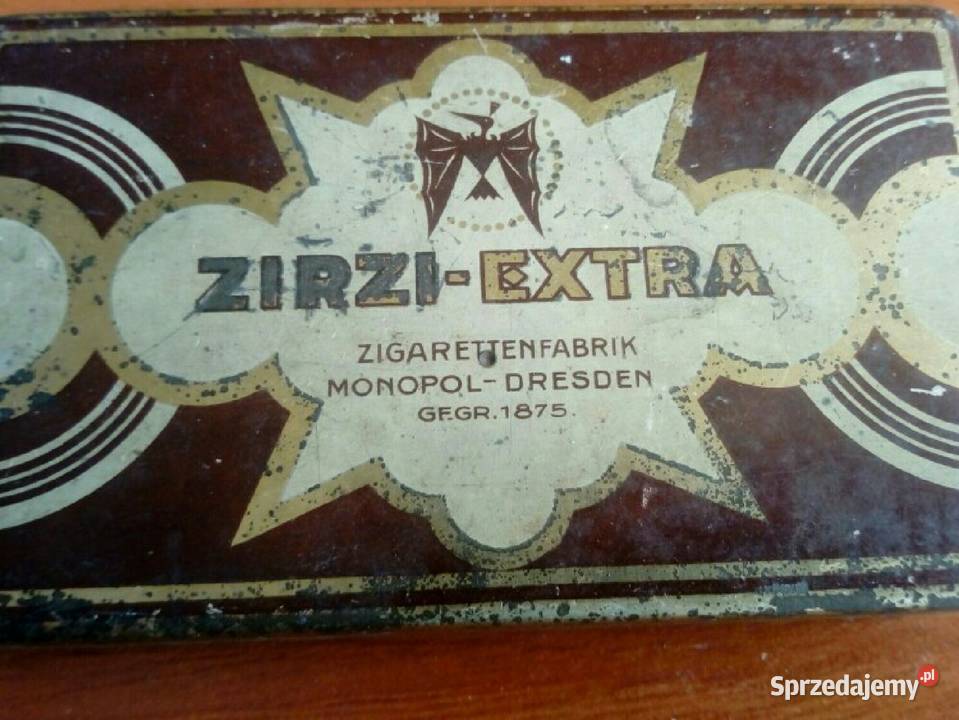 ZIRZI-EXTRA
ZIGARETTENFABRIK
MONOPOL-DRESDEN
GEGR. 1875.
Sprzedajemy.pl